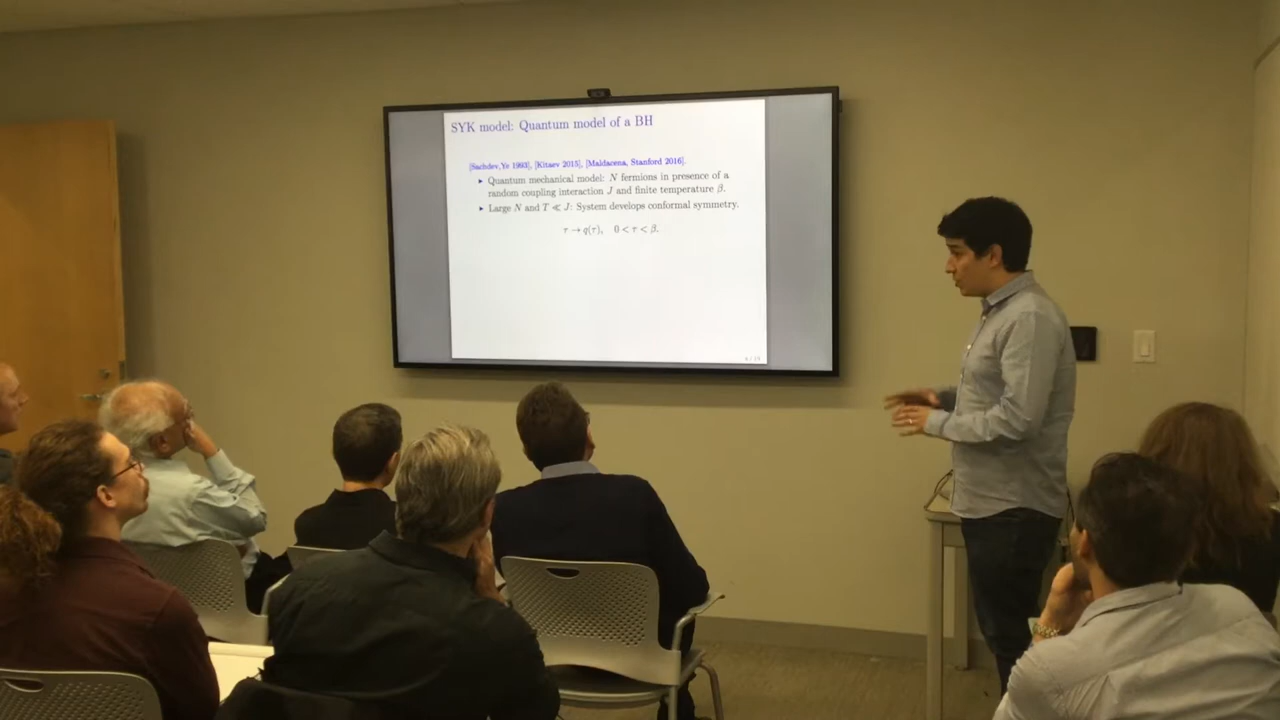 SYK model: Quantum model of a BH
[Sachdev,Ye 1993], [Kitaev 2015], [Maldacena, Stanford 2016].
▸ Quantum mechanical model: N fermions in presence of a
random coupling interaction J and finite temperature β.
▸ Large N and T ≪ J: System develops conformal symmetry.
τ → q(τ), 0 < τ < β.